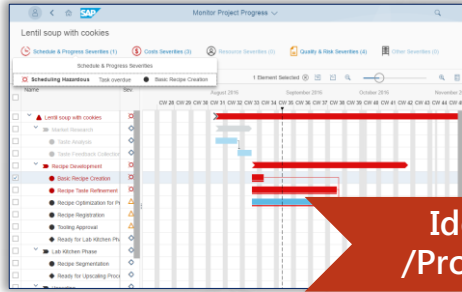 SAP Monitor Project Progress
Lentil soup with cookies
Schedule & Progress Severities (1) Costs Severities (3) Resource Severities (0) Quality & Risk Severities (4) Other Severities (0)
Schedule & Progress Severities
Scheduling Hazardous Task overdue Basic Recipe Creation
1 Element Selected
Name Sev
August 2016 September 2016 October 2016 November 2
CW 28 CW 29 CW 30 CW 31 CW 32 CW 33 CW 34 CW 35 CW 36 CW 37 CW 38 CW 39 CW 40 CW 41 CW 42 CW 43 CW 44 CW 45 CW 46
Lentil soup with cookies
Market Research
Taste Analysis
Taste Feedback Collection
Recipe Development
Basic Recipe Creation
Recipe Taste Refinement
Recipe Optimization for Pr
Recipe Registration
Tooling Approval
Ready for Lab Kitchen Ph
Lab Kitchen Phase
Recipe Segmentation
Ready for Upscaling Proc
Ide
/Pro